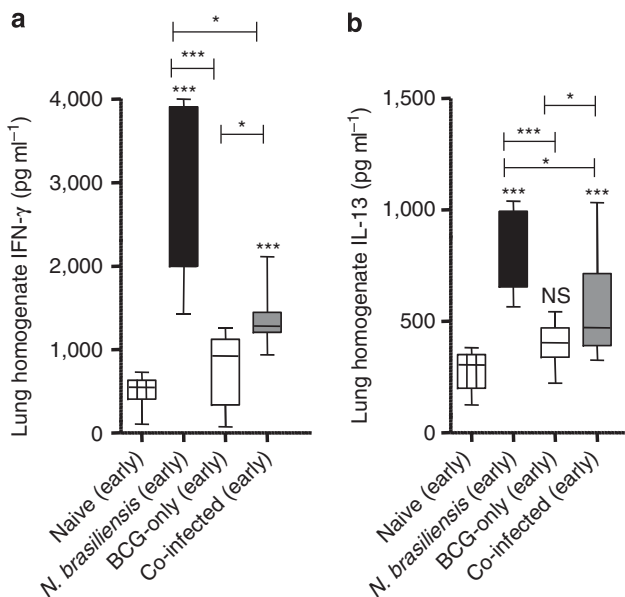 a
*
***
***
*
***
4,000
3,000
2,000
1,000
0
Lung homogenate IFN-γ (pg ml⁻¹)
Naive (early)
N. brasiliensis (early)
BCG-only (early)
Co-infected (early)
b
*
***
*
***
***
NS
1,500
1,000
500
0
Lung homogenate IL-13 (pg ml⁻¹)
Naive (early)
N. brasiliensis (early)
BCG-only (early)
Co-infected (early)